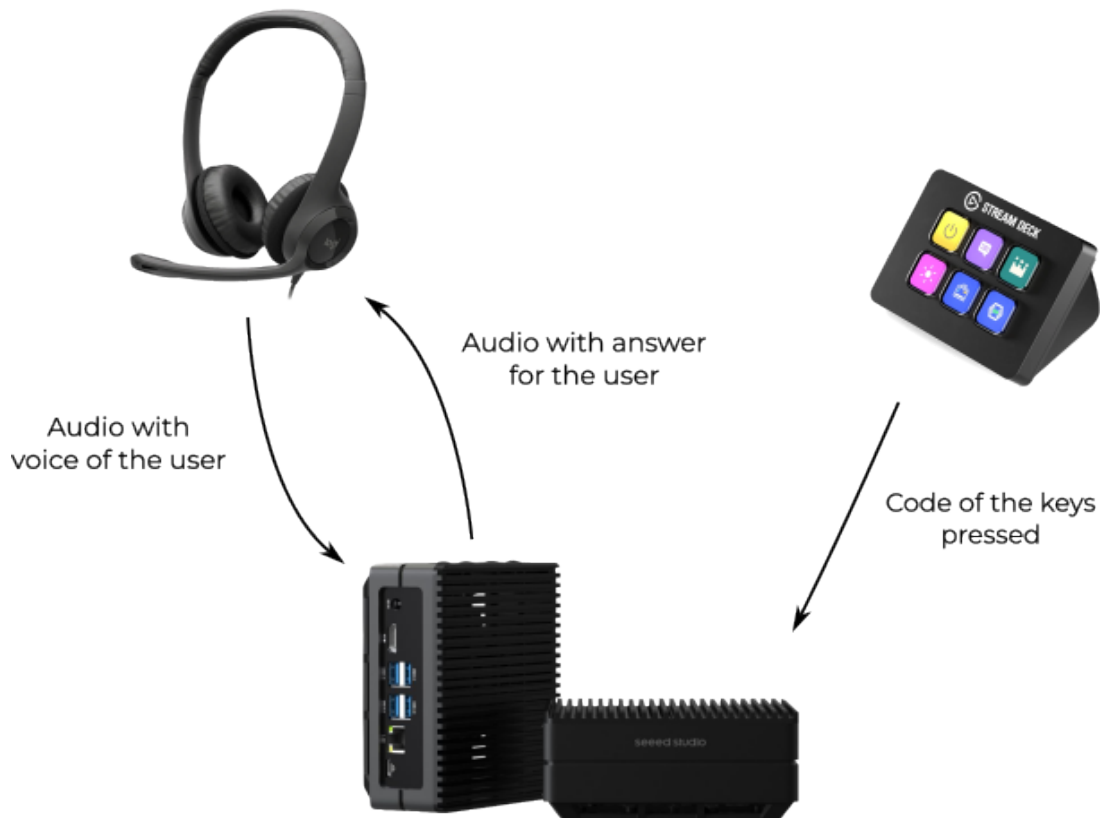 STREAM DECK
Audio with answer
for the user
Audio with
voice of the user
Code of the keys
pressed
seeed studio